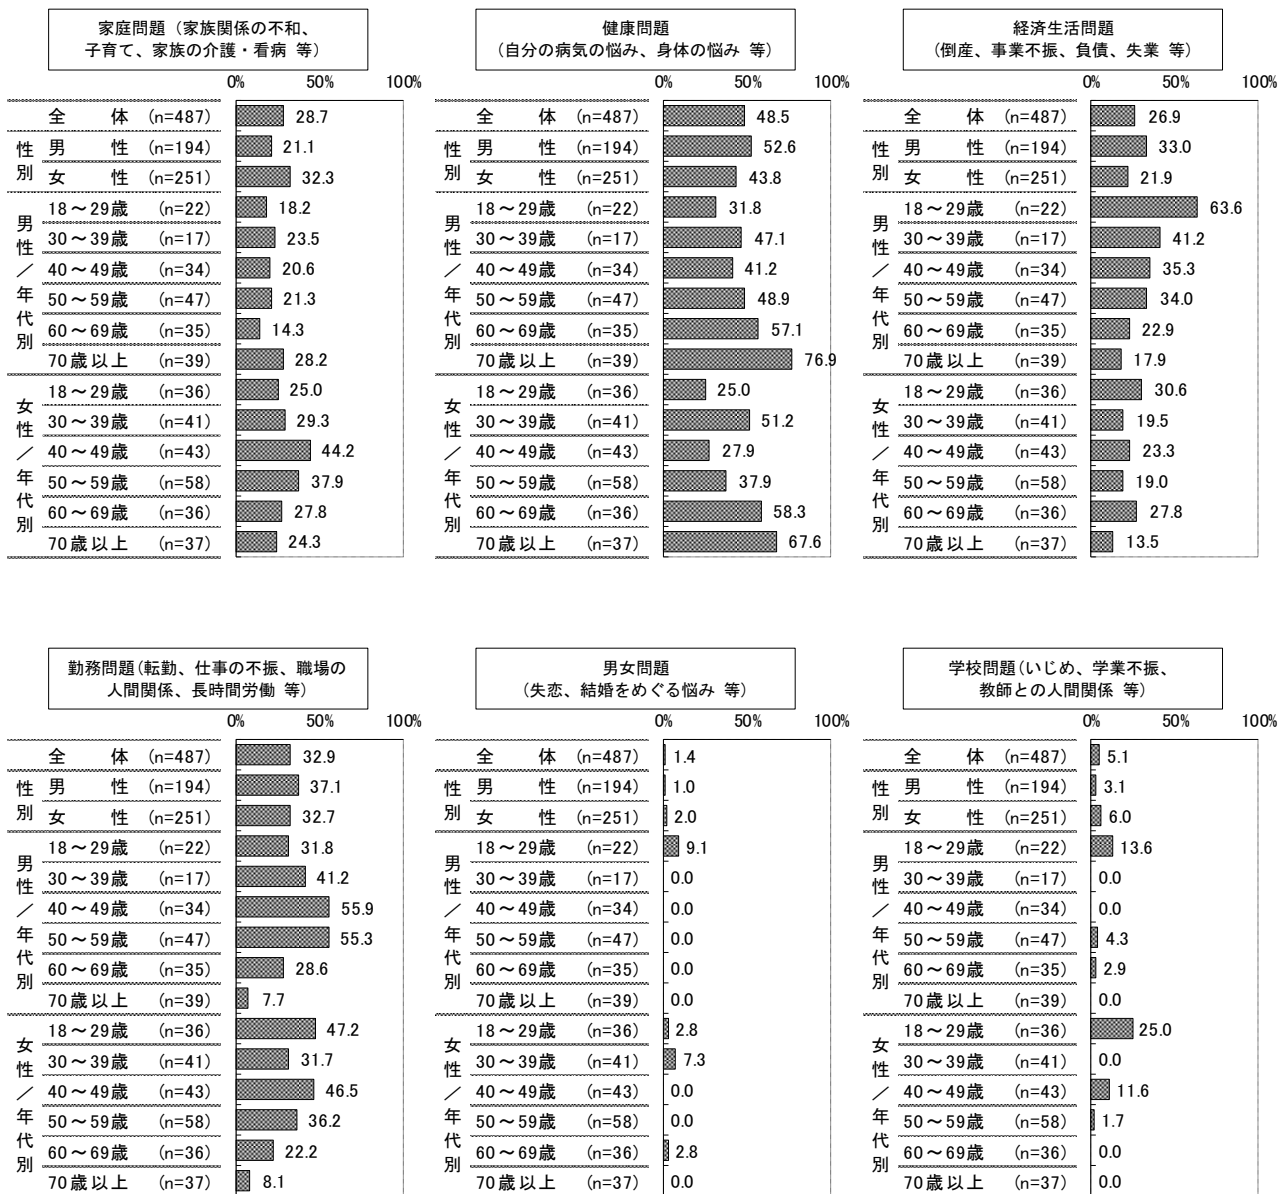 家庭問題（家族関係の不和、
子育て、家族の介護・看病 等）
0% 50% 100%
全 体 (n=487) 28.7
性別
男 性 (n=194) 21.1
女 性 (n=251) 32.3
男性／年代別
18～29歳 (n=22) 18.2
30～39歳 (n=17) 23.5
40～49歳 (n=34) 20.6
50～59歳 (n=47) 21.3
60～69歳 (n=35) 14.3
70歳以上 (n=39) 28.2
女性／年代別
18～29歳 (n=36) 25.0
30～39歳 (n=41) 29.3
40～49歳 (n=43) 44.2
50～59歳 (n=58) 37.9
60～69歳 (n=36) 27.8
70歳以上 (n=37) 24.3
健康問題
（自分の病気の悩み、身体の悩み 等）
0% 50% 100%
全 体 (n=487) 48.5
性別
男 性 (n=194) 52.6
女 性 (n=251) 43.8
男性／年代別
18～29歳 (n=22) 31.8
30～39歳 (n=17) 47.1
40～49歳 (n=34) 41.2
50～59歳 (n=47) 48.9
60～69歳 (n=35) 57.1
70歳以上 (n=39) 76.9
女性／年代別
18～29歳 (n=36) 25.0
30～39歳 (n=41) 51.2
40～49歳 (n=43) 27.9
50～59歳 (n=58) 37.9
60～69歳 (n=36) 58.3
70歳以上 (n=37) 67.6
経済生活問題
（倒産、事業不振、負債、失業 等）
0% 50% 100%
全 体 (n=487) 26.9
性別
男 性 (n=194) 33.0
女 性 (n=251) 21.9
男性／年代別
18～29歳 (n=22) 63.6
30～39歳 (n=17) 41.2
40～49歳 (n=34) 35.3
50～59歳 (n=47) 34.0
60～69歳 (n=35) 22.9
70歳以上 (n=39) 17.9
女性／年代別
18～29歳 (n=36) 30.6
30～39歳 (n=41) 19.5
40～49歳 (n=43) 23.3
50～59歳 (n=58) 19.0
60～69歳 (n=36) 27.8
70歳以上 (n=37) 13.5
勤務問題(転勤、仕事の不振、職場の
人間関係、長時間労働 等)
0% 50% 100%
全 体 (n=487) 32.9
性別
男 性 (n=194) 37.1
女 性 (n=251) 32.7
男性／年代別
18～29歳 (n=22) 31.8
30～39歳 (n=17) 41.2
40～49歳 (n=34) 55.9
50～59歳 (n=47) 55.3
60～69歳 (n=35) 28.6
70歳以上 (n=39) 7.7
女性／年代別
18～29歳 (n=36) 47.2
30～39歳 (n=41) 31.7
40～49歳 (n=43) 46.5
50～59歳 (n=58) 36.2
60～69歳 (n=36) 22.2
70歳以上 (n=37) 8.1
男女問題
（失恋、結婚をめぐる悩み 等）
0% 50% 100%
全 体 (n=487) 1.4
性別
男 性 (n=194) 1.0
女 性 (n=251) 2.0
男性／年代別
18～29歳 (n=22) 9.1
30～39歳 (n=17) 0.0
40～49歳 (n=34) 0.0
50～59歳 (n=47) 0.0
60～69歳 (n=35) 0.0
70歳以上 (n=39) 0.0
女性／年代別
18～29歳 (n=36) 2.8
30～39歳 (n=41) 7.3
40～49歳 (n=43) 0.0
50～59歳 (n=58) 0.0
60～69歳 (n=36) 2.8
70歳以上 (n=37) 0.0
学校問題(いじめ、学業不振、
教師との人間関係 等)
0% 50% 100%
全 体 (n=487) 5.1
性別
男 性 (n=194) 3.1
女 性 (n=251) 6.0
男性／年代別
18～29歳 (n=22) 13.6
30～39歳 (n=17) 0.0
40～49歳 (n=34) 0.0
50～59歳 (n=47) 4.3
60～69歳 (n=35) 2.9
70歳以上 (n=39) 0.0
女性／年代別
18～29歳 (n=36) 25.0
30～39歳 (n=41) 0.0
40～49歳 (n=43) 11.6
50～59歳 (n=58) 1.7
60～69歳 (n=36) 0.0
70歳以上 (n=37) 0.0